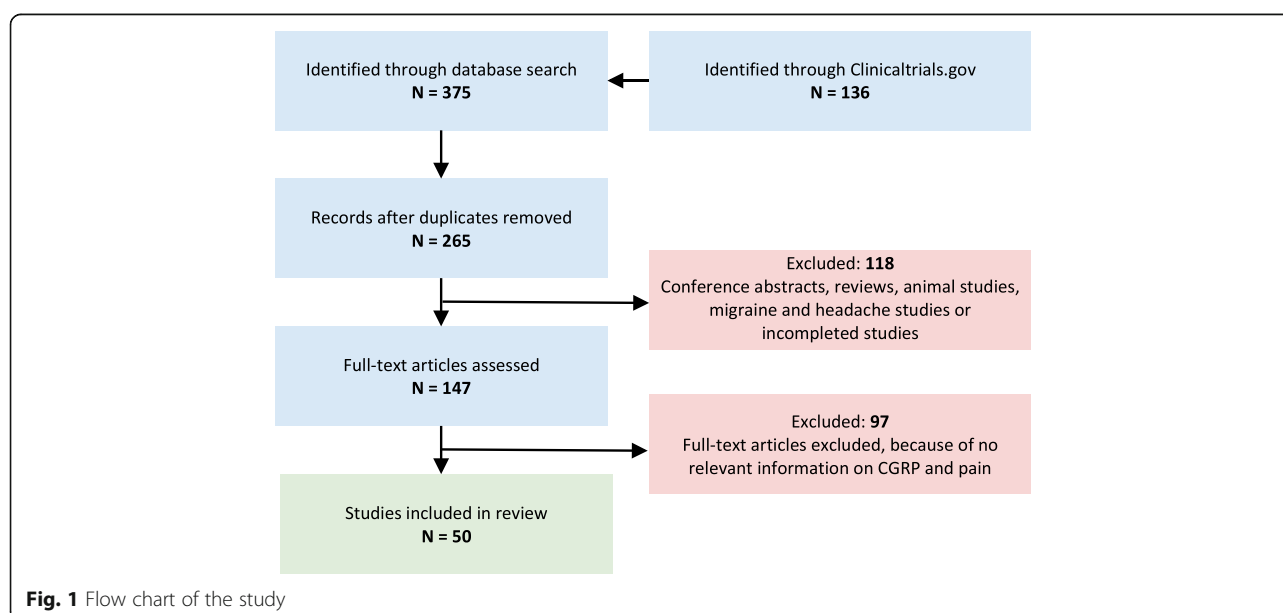 Identified through database search
N = 375
Identified through Clinicaltrials.gov
N = 136
Records after duplicates removed
N = 265
Excluded: 118
Conference abstracts, reviews, animal studies,
migraine and headache studies or
incompleted studies
Full-text articles assessed
N = 147
Excluded: 97
Full-text articles excluded, because of no
relevant information on CGRP and pain
Studies included in review
N = 50
Fig. 1 Flow chart of the study